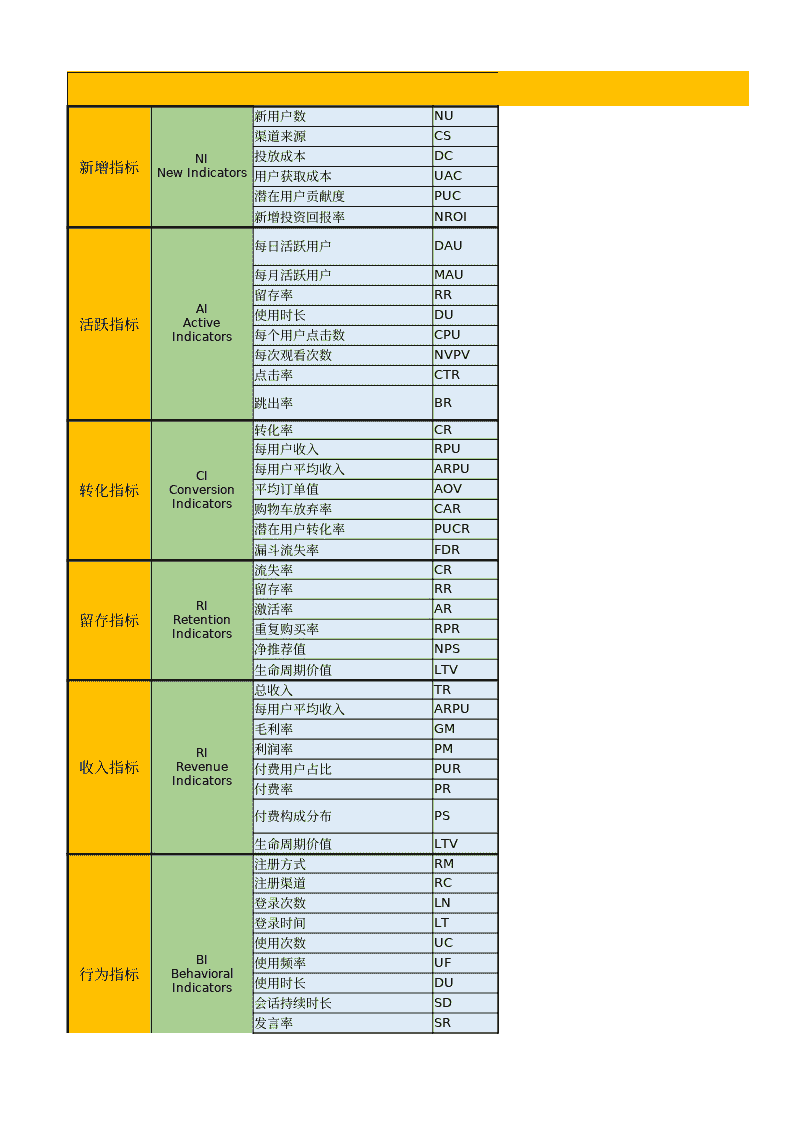 新增指标
NI
New Indicators
新用户数 NU
渠道来源 CS
投放成本 DC
用户获取成本 UAC
潜在用户贡献度 PUC
新增投资回报率 NROI
活跃指标
AI
Active
Indicators
每日活跃用户 DAU
每月活跃用户 MAU
留存率 RR
使用时长 DU
每个用户点击数 CPU
每次观看次数 NVPV
点击率 CTR
跳出率 BR
转化指标
CI
Conversion
Indicators
转化率 CR
每用户收入 RPU
每用户平均收入 ARPU
平均订单值 AOV
购物车放弃率 CAR
潜在用户转化率 PUCR
漏斗流失率 FDR
留存指标
RI
Retention
Indicators
流失率 CR
留存率 RR
激活率 AR
重复购买率 RPR
净推荐值 NPS
生命周期价值 LTV
收入指标
RI
Revenue
Indicators
总收入 TR
每用户平均收入 ARPU
毛利率 GM
利润率 PM
付费用户占比 PUR
付费率 PR
付费构成分布 PS
生命周期价值 LTV
行为指标
BI
Behavioral
Indicators
注册方式 RM
注册渠道 RC
登录次数 LN
登录时间 LT
使用次数 UC
使用频率 UF
使用时长 DU
会话持续时长 SD
发言率 SR